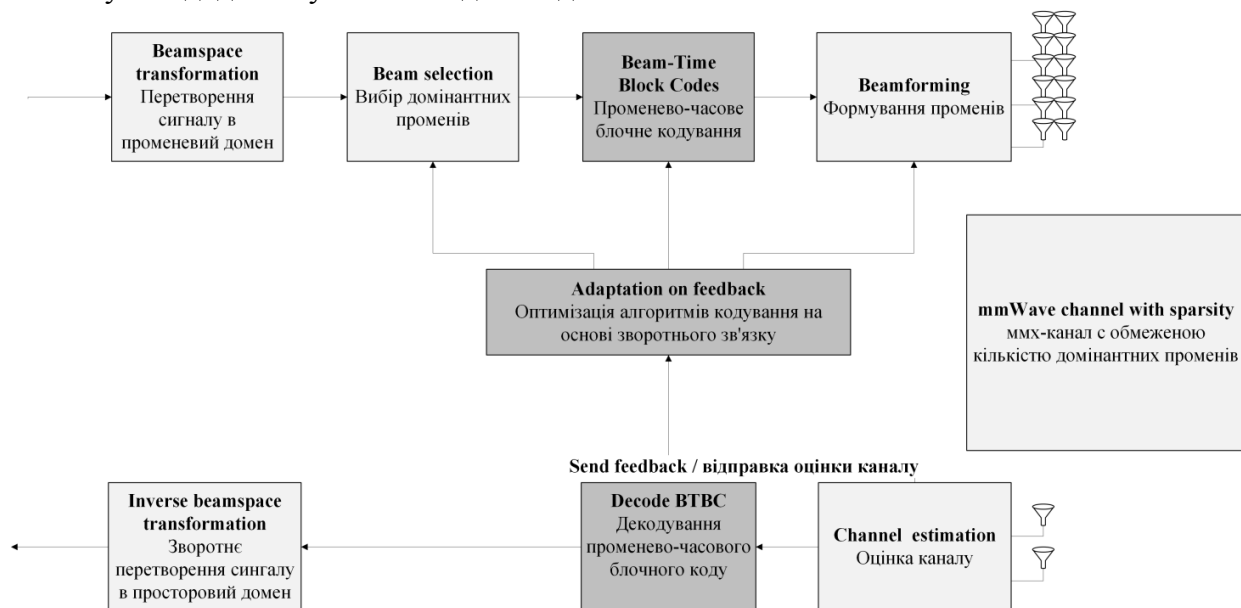 Beamspace
transformation
Перетворення
сигналу в
променевий домен
Beam selection
Вибір домінантних
променів
Beam-Time
Block Codes
Променево-часове
блочне кодування
Beamforming
Формування променів
Adaptation on feedback
Оптимізація алгоритмів кодування на
основі зворотнього зв'язку
mmWave channel with sparsity
ммх-канал с обмеженою
кількістю домінантних променів
Send feedback / відправка оцінки каналу
Inverse beamspace
transformation
Зворотнє
перетворення сингалу
в просторовий домен
Decode BTBC
Декодування
променево-часового
блочного коду
Channel estimation
Оцінка каналу